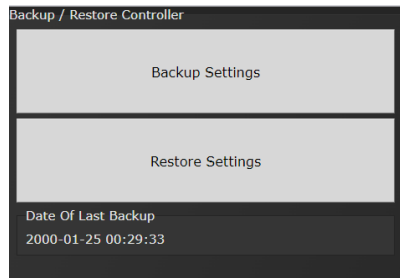 Backup / Restore Controller
Backup Settings
Restore Settings
Date Of Last Backup
2000-01-25 00:29:33